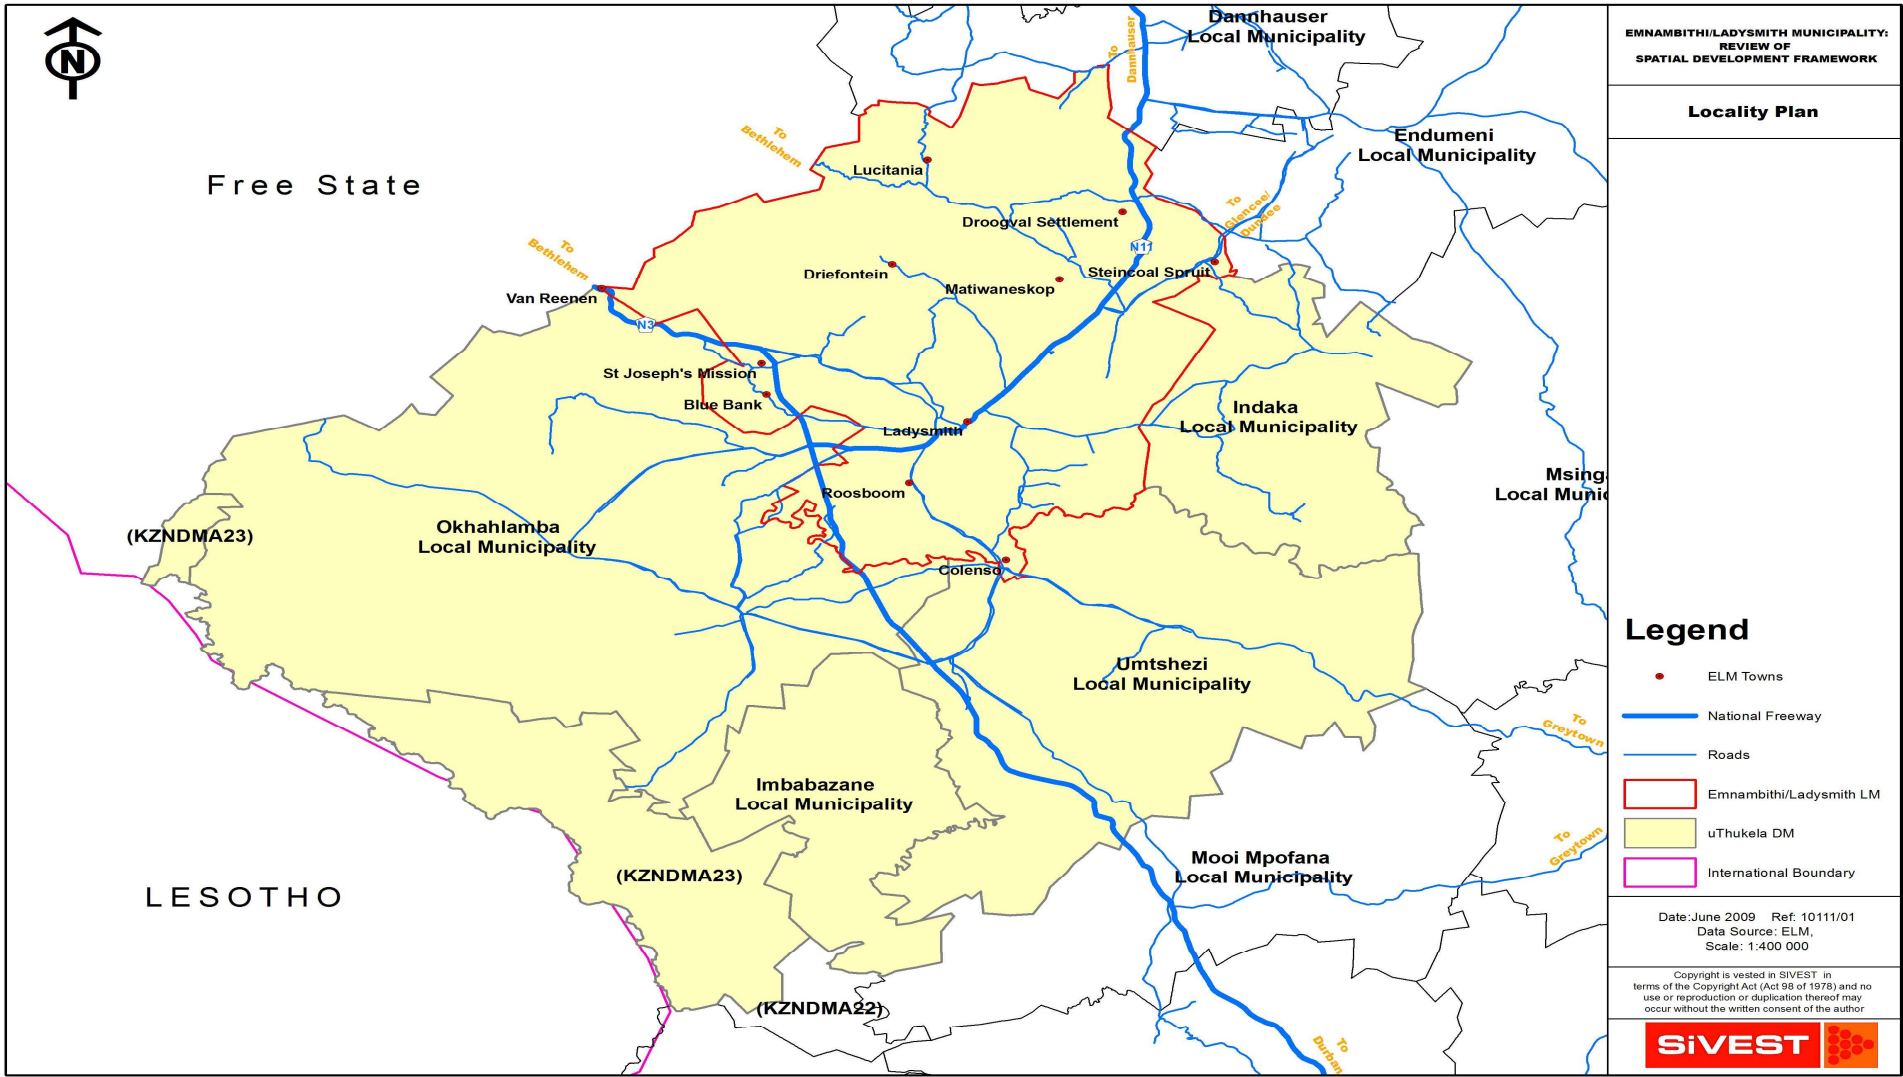 N
Dannhauser
Local Municipality
To
Dannhauser
Endumeni
Local Municipality
To
Bethlehem
Free State
Lucitania
To
Glencoe/
Dundee
Droogval Settlement
N11
To
Bethlehem
Driefontein
Steincoal Spruit
Matiwaneskop
Van Reenen
N3
St Joseph's Mission
Blue Bank
Indaka
Local Municipality
Ladysmith
Msinga
Local Munic
Roosboom
Okhahlamba
Local Municipality
(KZNDMA23)
Colenso
Umtshezi
Local Municipality
To
Greytown
Imbabazane
Local Municipality
To
Greytown
Mooi Mpofana
Local Municipality
(KZNDMA23)
LESOTHO
(KZNDMA22)
To
Durban
EMNAMBITHI/LADYSMITH MUNICIPALITY:
REVIEW OF
SPATIAL DEVELOPMENT FRAMEWORK
Locality Plan
Legend
ELM Towns
National Freeway
Roads
Emnambithi/Ladysmith LM
uThukela DM
International Boundary
Date:June 2009 Ref: 10111/01
Data Source: ELM,
Scale: 1:400 000
Copyright is vested in SIVEST in
terms of the Copyright Act (Act 98 of 1978) and no
use or reproduction or duplication thereof may
occur without the written consent of the author
SiVEST